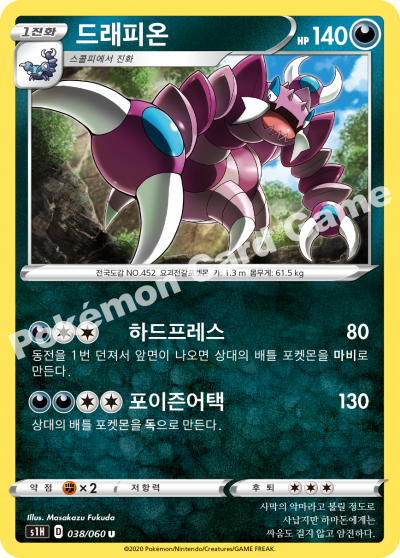 1진화
드래피온
HP 140
스콜피에서 진화
전국도감 NO.452 요괴전갈포켓몬 키: 1.3 m 몸무게: 61.5 kg
하드프레스 80
동전을 1번 던져서 앞면이 나오면 상대의 배틀 포켓몬을 마비로
만든다.
포이즌어택 130
상대의 배틀 포켓몬을 독으로 만든다.
약점 ×2 저항력 후퇴
Illus. Masakazu Fukuda
s1H D 038/060 U
사막의 악마라고 불릴 정도로
사납지만 하마돈에게는
싸움도 걸지 않고 얌전하다.
©2020 Pokémon/Nintendo/Creatures/GAME FREAK.
Pokémon Card Game